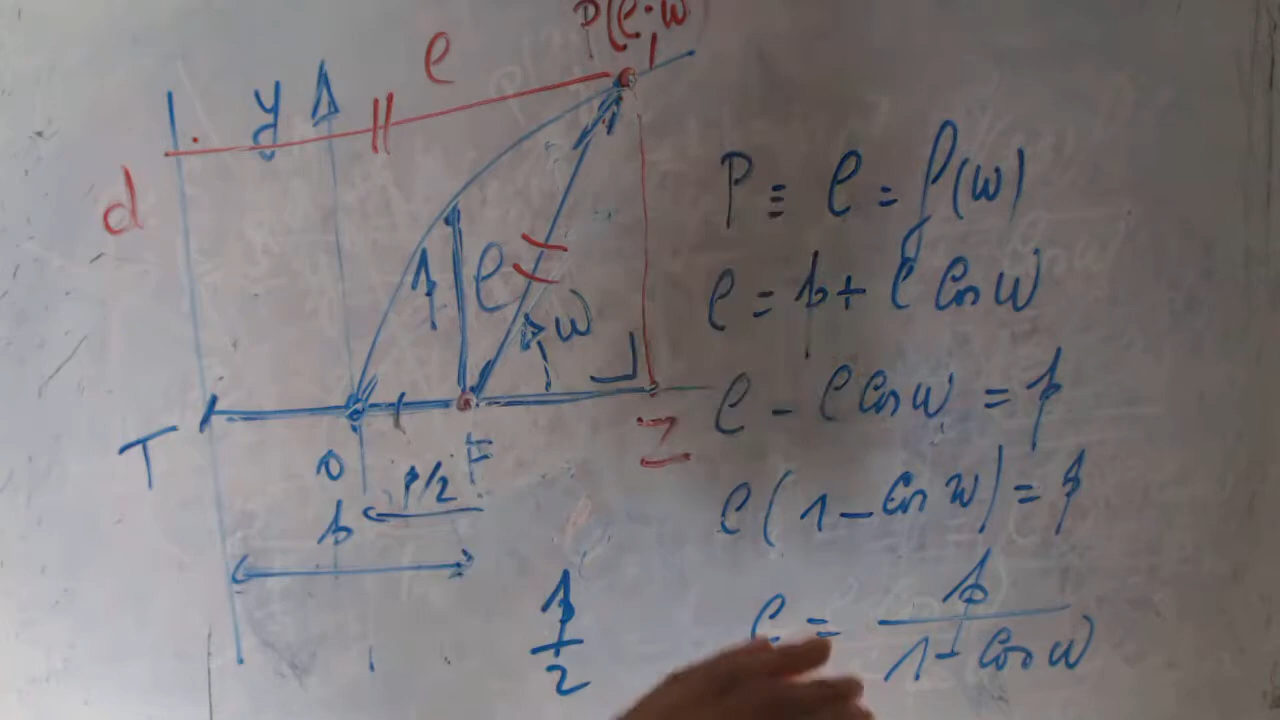 P(ρ·ω
ρ
y
d
p
ρ
ω
T
O
F
Z
p/2
p
p/2
P ≡ ρ = ρ(ω)
ρ = p + ρ Cos ω
ρ - ρ Cos ω = p
ρ(1 - Cos ω) = p
ρ = p/(1 - Cos ω)